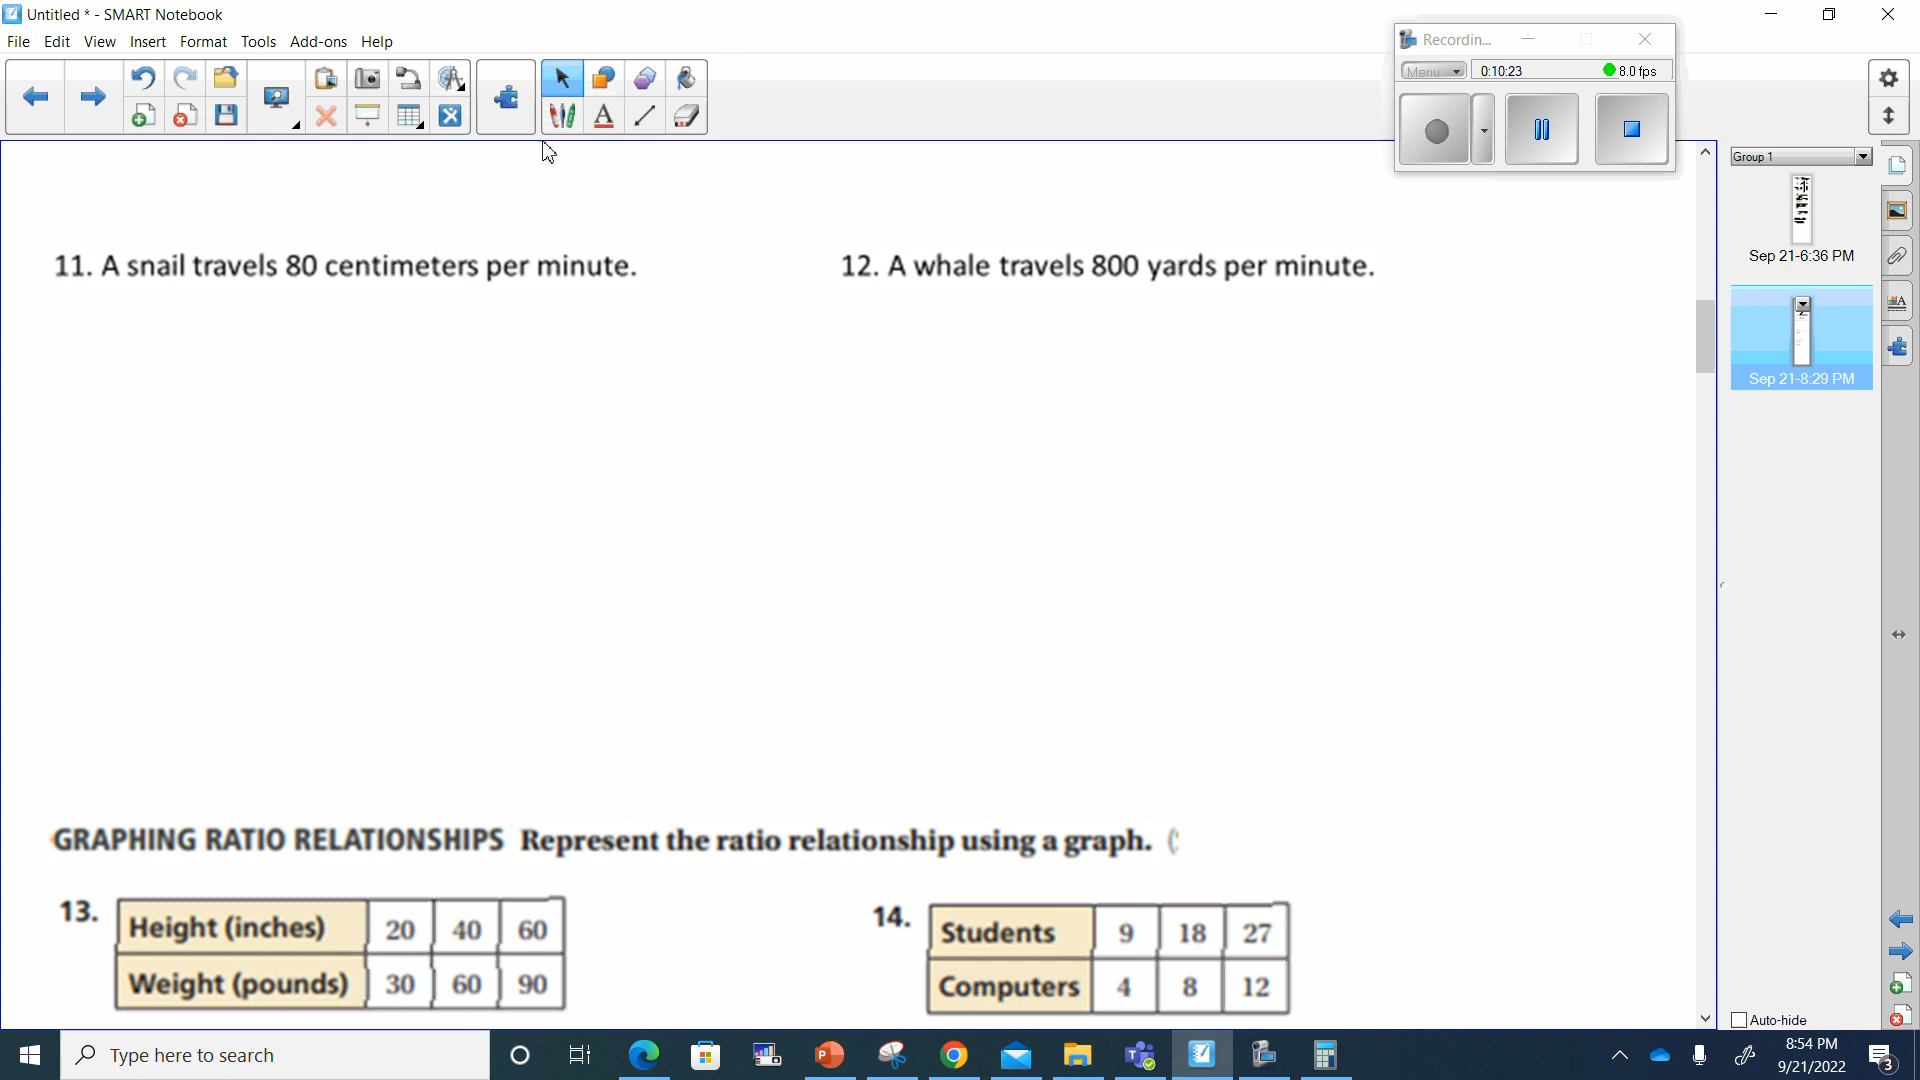 Untitled * - SMART Notebook
File Edit View Insert Format Tools Add-ons Help
Recordin...
Menu 0:10:23 8.0 fps
Group 1
Sep 21-6:36 PM
Sep 21-8:29 PM
11. A snail travels 80 centimeters per minute.
12. A whale travels 800 yards per minute.
GRAPHING RATIO RELATIONSHIPS Represent the ratio relationship using a graph. (
13.
Height (inches) 20 40 60
Weight (pounds) 30 60 90
14.
Students 9 18 27
Computers 4 8 12
Auto-hide
Type here to search
8:54 PM
9/21/2022
3